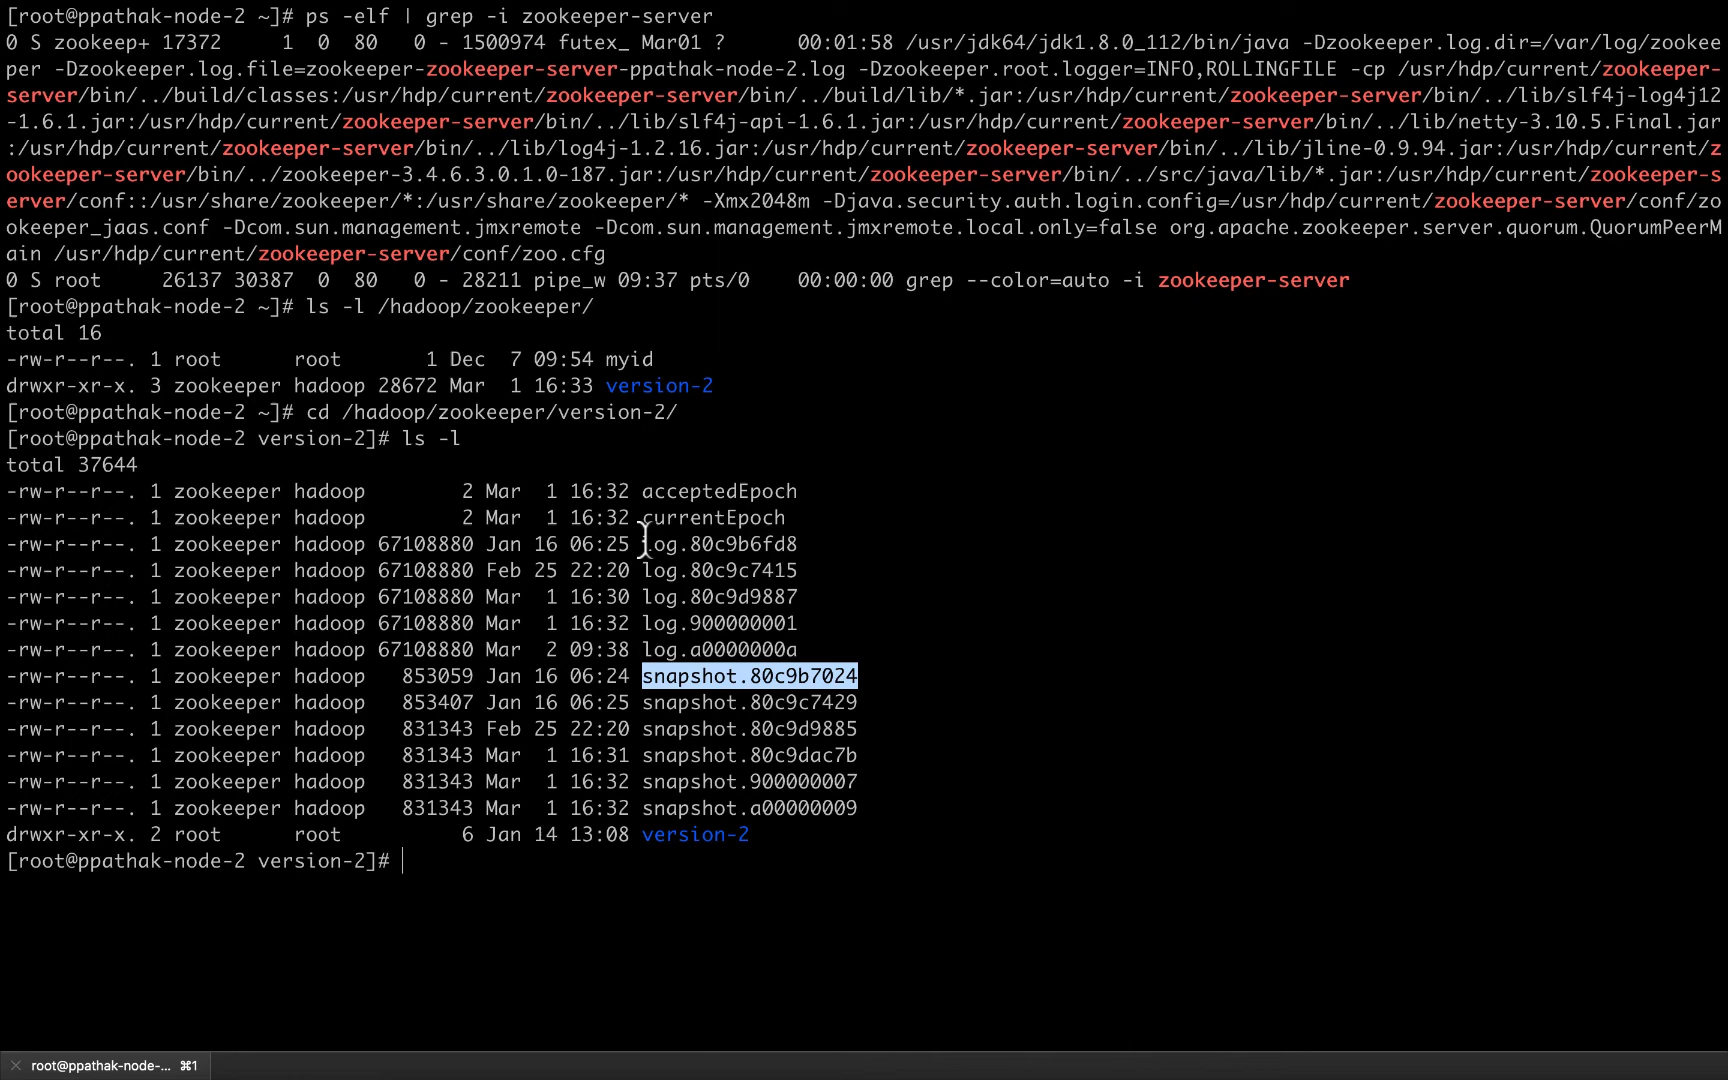 [root@ppathak-node-2 ~]# ps -elf | grep -i zookeeper-server
0 S zookeep+ 17372      1  0  80   0 - 1500974 futex_ Mar01 ?      00:01:58 /usr/jdk64/jdk1.8.0_112/bin/java -Dzookeeper.log.dir=/var/log/zookee
per -Dzookeeper.log.file=zookeeper-zookeeper-server-ppathak-node-2.log -Dzookeeper.root.logger=INFO,ROLLINGFILE -cp /usr/hdp/current/zookeeper-
server/bin/../build/classes:/usr/hdp/current/zookeeper-server/bin/../build/lib/*.jar:/usr/hdp/current/zookeeper-server/bin/../lib/slf4j-log4j12
-1.6.1.jar:/usr/hdp/current/zookeeper-server/bin/../lib/slf4j-api-1.6.1.jar:/usr/hdp/current/zookeeper-server/bin/../lib/netty-3.10.5.Final.jar
:/usr/hdp/current/zookeeper-server/bin/../lib/log4j-1.2.16.jar:/usr/hdp/current/zookeeper-server/bin/../lib/jline-0.9.94.jar:/usr/hdp/current/z
ookeeper-server/bin/../zookeeper-3.4.6.3.0.1.0-187.jar:/usr/hdp/current/zookeeper-server/bin/../src/java/lib/*.jar:/usr/hdp/current/zookeeper-s
erver/conf::/usr/share/zookeeper/*:/usr/share/zookeeper/* -Xmx2048m -Djava.security.auth.login.config=/usr/hdp/current/zookeeper-server/conf/zo
okeeper_jaas.conf -Dcom.sun.management.jmxremote -Dcom.sun.management.jmxremote.local.only=false org.apache.zookeeper.server.quorum.QuorumPeerM
ain /usr/hdp/current/zookeeper-server/conf/zoo.cfg
0 S root     26137 30387  0  80   0 - 28211 pipe_w 09:37 pts/0    00:00:00 grep --color=auto -i zookeeper-server
[root@ppathak-node-2 ~]# ls -l /hadoop/zookeeper/
total 16
-rw-r--r--. 1 root      root       1 Dec  7 09:54 myid
drwxr-xr-x. 3 zookeeper hadoop 28672 Mar  1 16:33 version-2
[root@ppathak-node-2 ~]# cd /hadoop/zookeeper/version-2/
[root@ppathak-node-2 version-2]# ls -l
total 37644
-rw-r--r--. 1 zookeeper hadoop        2 Mar  1 16:32 acceptedEpoch
-rw-r--r--. 1 zookeeper hadoop        2 Mar  1 16:32 currentEpoch
-rw-r--r--. 1 zookeeper hadoop 67108880 Jan 16 06:25 log.80c9b6fd8
-rw-r--r--. 1 zookeeper hadoop 67108880 Feb 25 22:20 log.80c9c7415
-rw-r--r--. 1 zookeeper hadoop 67108880 Mar  1 16:30 log.80c9d9887
-rw-r--r--. 1 zookeeper hadoop 67108880 Mar  1 16:32 log.900000001
-rw-r--r--. 1 zookeeper hadoop 67108880 Mar  2 09:38 log.a0000000a
-rw-r--r--. 1 zookeeper hadoop   853059 Jan 16 06:24 snapshot.80c9b7024
-rw-r--r--. 1 zookeeper hadoop   853407 Jan 16 06:25 snapshot.80c9c7429
-rw-r--r--. 1 zookeeper hadoop   831343 Feb 25 22:20 snapshot.80c9d9885
-rw-r--r--. 1 zookeeper hadoop   831343 Mar  1 16:31 snapshot.80c9dac7b
-rw-r--r--. 1 zookeeper hadoop   831343 Mar  1 16:32 snapshot.900000007
-rw-r--r--. 1 zookeeper hadoop   831343 Mar  1 16:32 snapshot.a00000009
drwxr-xr-x. 2 root      root          6 Jan 14 13:08 version-2
[root@ppathak-node-2 version-2]#
root@ppathak-node-... ⌘1